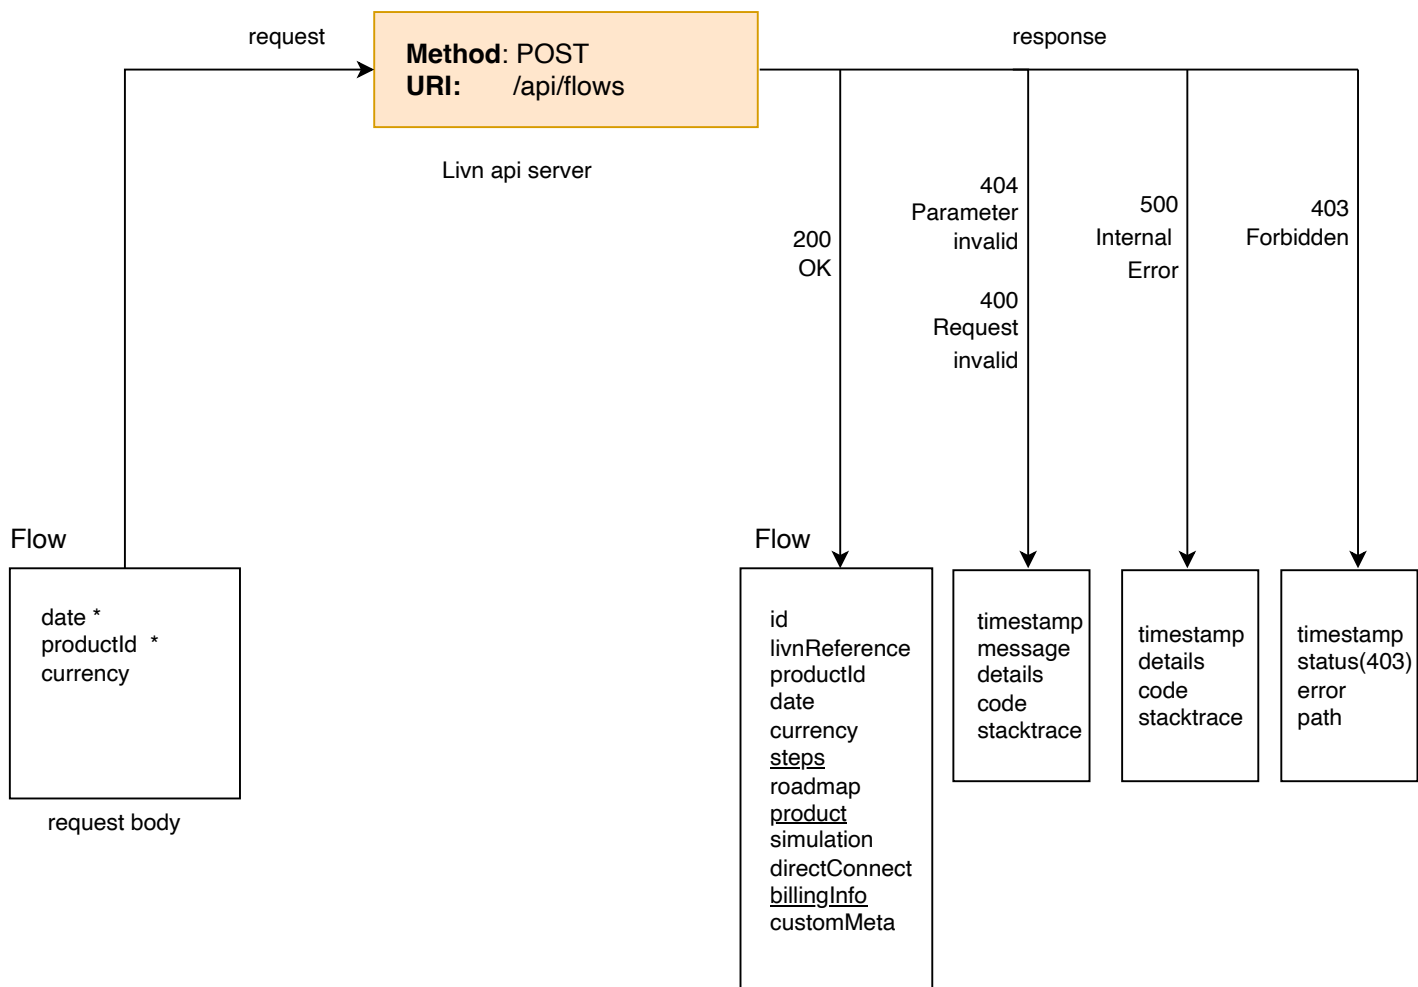 request
Method: POST
URI: /api/flows
Livn api server
response
200
OK
404
Parameter
invalid
400
Request
invalid
500
Internal
Error
403
Forbidden
Flow
date *
productId *
currency
request body
Flow
id
livnReference
productId
date
currency
steps
roadmap
product
simulation
directConnect
billingInfo
customMeta
timestamp
message
details
code
stacktrace
timestamp
details
code
stacktrace
timestamp
status(403)
error
path